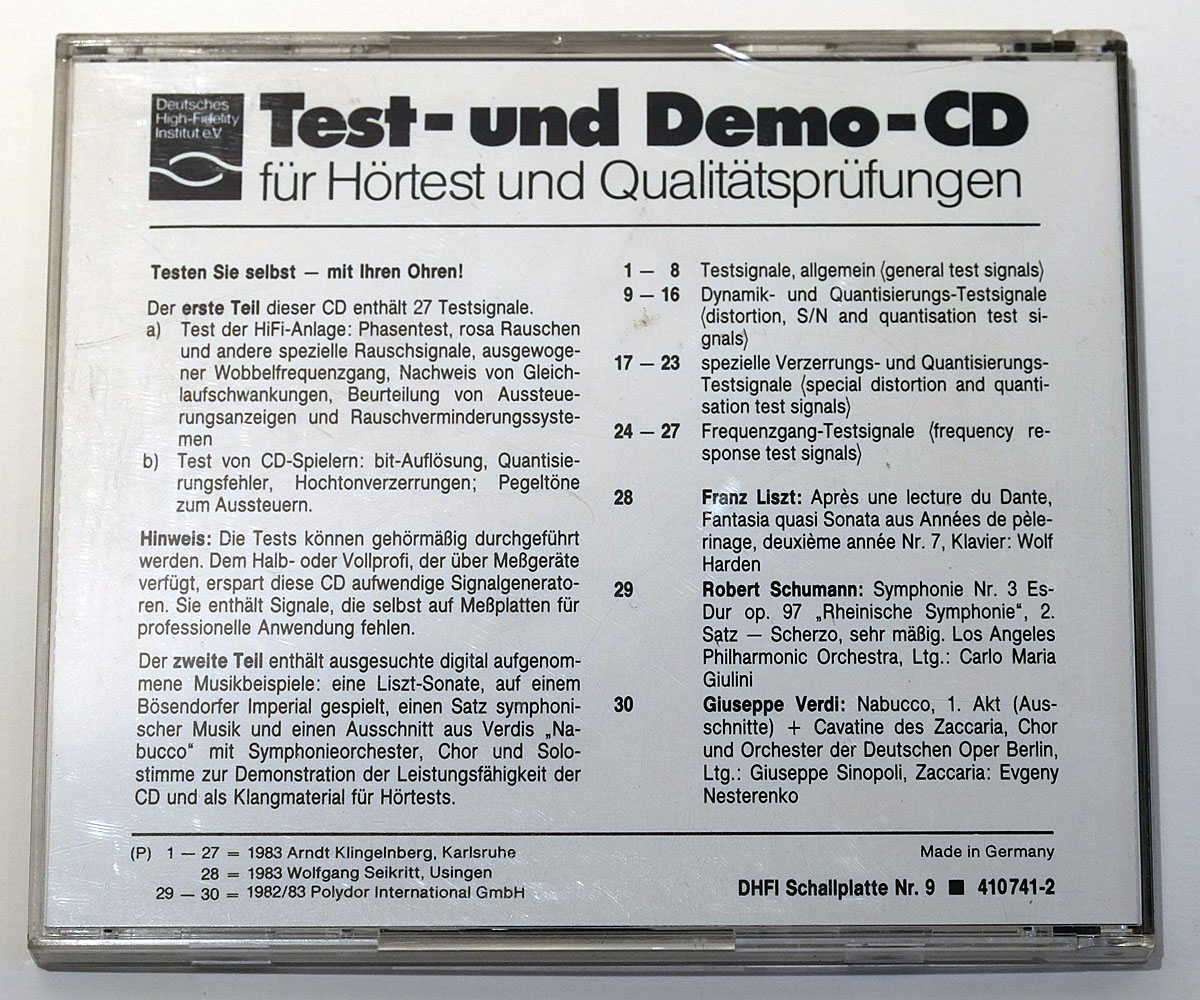 Deutsches
High-Fidelity
Institut e.V.
Test- und Demo-CD
für Hörtest und Qualitätsprüfungen
Testen Sie selbst — mit Ihren Ohren!
Der erste Teil dieser CD enthält 27 Testsignale.
a) Test der HiFi-Anlage: Phasentest, rosa Rauschen
und andere spezielle Rauschsignale, ausgewoge-
ner Wobbelfrequenzgang, Nachweis von Gleich-
laufschwankungen, Beurteilung von Aussteue-
rungsanzeigen und Rauschverminderungssyste-
men
b) Test von CD-Spielern: bit-Auflösung, Quantisie-
rungsfehler, Hochtonverzerrungen; Pegeltöne
zum Aussteuern.
Hinweis: Die Tests können gehörmäßig durchgeführt
werden. Dem Halb- oder Vollprofi, der über Meßgeräte
verfügt, erspart diese CD aufwendige Signalgenerato-
ren. Sie enthält Signale, die selbst auf Meßplatten für
professionelle Anwendung fehlen.
Der zweite Teil enthält ausgesuchte digital aufgenom-
mene Musikbeispiele: eine Liszt-Sonate, auf einem
Bösendorfer Imperial gespielt, einen Satz symphoni-
scher Musik und einen Ausschnitt aus Verdis „Na-
bucco“ mit Symphonieorchester, Chor und Solo-
stimme zur Demonstration der Leistungsfähigkeit der
CD und als Klangmaterial für Hörtests.
1 — 8 Testsignale, allgemein ⟨general test signals⟩
9 — 16 Dynamik- und Quantisierungs-Testsignale
⟨distortion, S/N and quantisation test si-
gnals⟩
17 — 23 spezielle Verzerrungs- und Quantisierungs-
Testsignale ⟨special distortion and quanti-
sation test signals⟩
24 — 27 Frequenzgang-Testsignale ⟨frequency re-
sponse test signals⟩
28 Franz Liszt: Après une lecture du Dante,
Fantasia quasi Sonata aus Années de pèle-
rinage, deuxième année Nr. 7, Klavier: Wolf
Harden
29 Robert Schumann: Symphonie Nr. 3 Es-
Dur op. 97 „Rheinische Symphonie“, 2.
Satz — Scherzo, sehr mäßig. Los Angeles
Philharmonic Orchestra, Ltg.: Carlo Maria
Giulini
30 Giuseppe Verdi: Nabucco, 1. Akt (Aus-
schnitte) + Cavatine des Zaccaria, Chor
und Orchester der Deutschen Oper Berlin,
Ltg.: Giuseppe Sinopoli, Zaccaria: Evgeny
Nesterenko
(P) 1 — 27 = 1983 Arndt Klingelnberg, Karlsruhe
28 = 1983 Wolfgang Seikritt, Usingen
29 — 30 = 1982/83 Polydor International GmbH
Made in Germany
DHFI Schallplatte Nr. 9 ■ 410741-2